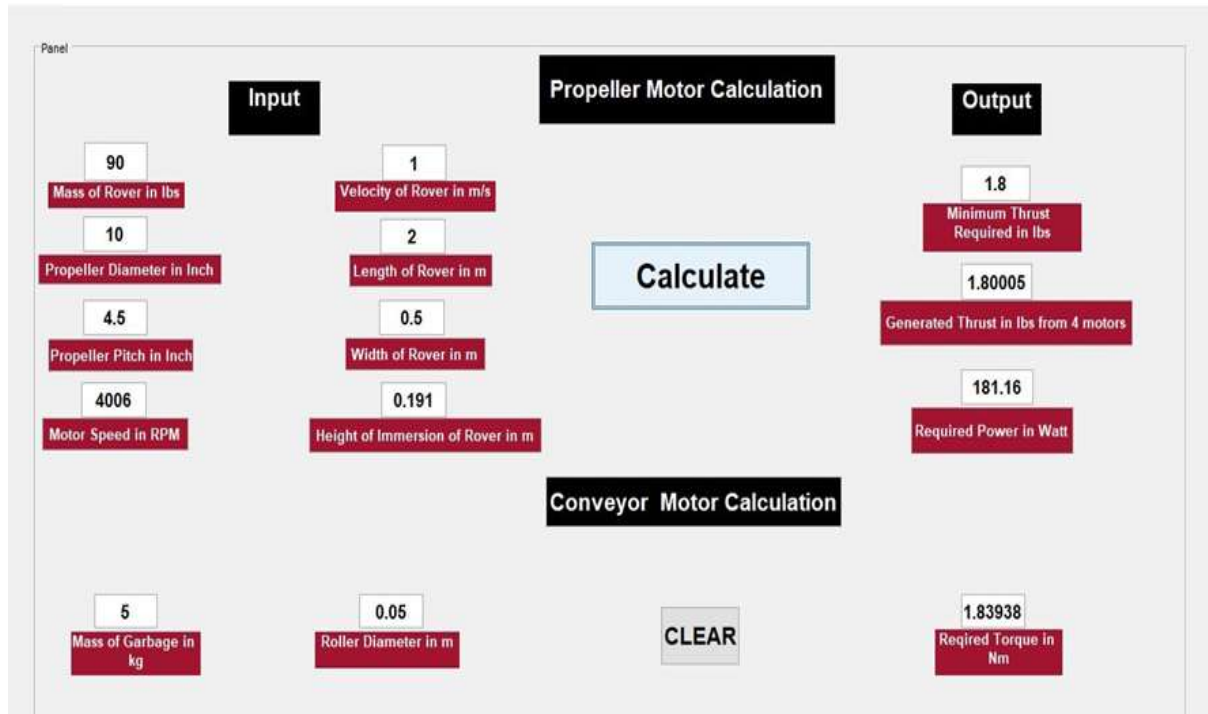 Panel
Input
Propeller Motor Calculation
Output
90
Mass of Rover in lbs
1
Velocity of Rover in m/s
1.8
Minimum Thrust
Required in lbs
10
Propeller Diameter in Inch
2
Length of Rover in m
Calculate
1.80005
Generated Thrust in lbs from 4 motors
4.5
Propeller Pitch in Inch
0.5
Width of Rover in m
4006
Motor Speed in RPM
0.191
Height of Immersion of Rover in m
181.16
Required Power in Watt
Conveyor Motor Calculation
5
Mass of Garbage in
kg
0.05
Roller Diameter in m
CLEAR
1.83938
Reqired Torque in
Nm